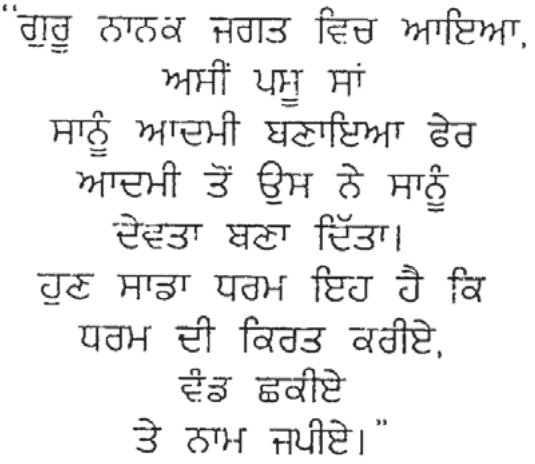 “ਗੁਰੂ ਨਾਨਕ ਜਗਤ ਵਿਚ ਆਇਆ,
ਅਸੀਂ ਪਸੂ ਸਾਂ
ਸਾਨੂੰ ਆਦਮੀ ਬਣਾਇਆ ਫੇਰ
ਆਦਮੀ ਤੋਂ ਉਸ ਨੇ ਸਾਨੂੰ
ਦੇਵਤਾ ਬਣਾ ਦਿੱਤਾ।
ਹੁਣ ਸਾਡਾ ਧਰਮ ਇਹ ਹੈ ਕਿ
ਧਰਮ ਦੀ ਕਿਰਤ ਕਰੀਏ,
ਵੰਡ ਛਕੀਏ
ਤੇ ਨਾਮ ਜਪੀਏ।”